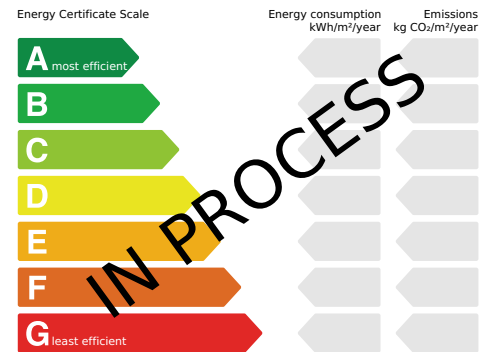 Energy Certificate Scale
Energy consumption
kWh/m²/year
Emissions
kg CO₂/m²/year
A most efficient
B
C
D
E
F
G least efficient
IN PROCESS